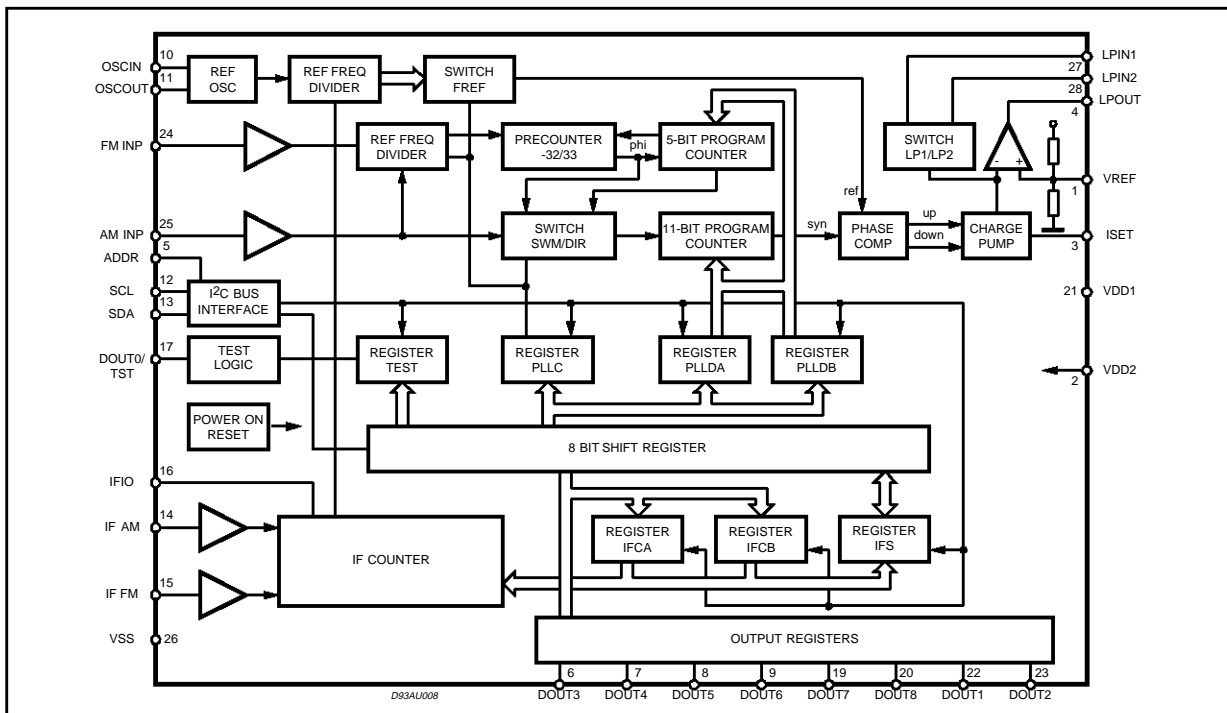 10
OSCIN
11
OSCOUT
REF
OSC
REF FREQ
DIVIDER
SWITCH
FREF
LPIN1
27
LPIN2
28
LPOUT
4
24
FM INP
REF FREQ
DIVIDER
PRECOUNTER
-32/33
phi
5-BIT PROGRAM
COUNTER
SWITCH
LP1/LP2
- +
VREF
1
ref
25
AM INP
5
ADDR
SWITCH
SWM/DIR
11-BIT PROGRAM
COUNTER
syn
PHASE
COMP
up
down
CHARGE
PUMP
ISET
3
12
SCL
13
SDA
I2C BUS
INTERFACE
21 VDD1
17
DOUT0/
TST
TEST
LOGIC
REGISTER
TEST
REGISTER
PLLC
REGISTER
PLLDA
REGISTER
PLLDB
VDD2
2
POWER ON
RESET
8 BIT SHIFT REGISTER
16
IFIO
14
IF AM
IF COUNTER
REGISTER
IFCA
REGISTER
IFCB
REGISTER
IFS
15
IF FM
VSS 26
OUTPUT REGISTERS
6 7 8 9 19 20 22 23
DOUT3 DOUT4 DOUT5 DOUT6 DOUT7 DOUT8 DOUT1 DOUT2
D93AU008